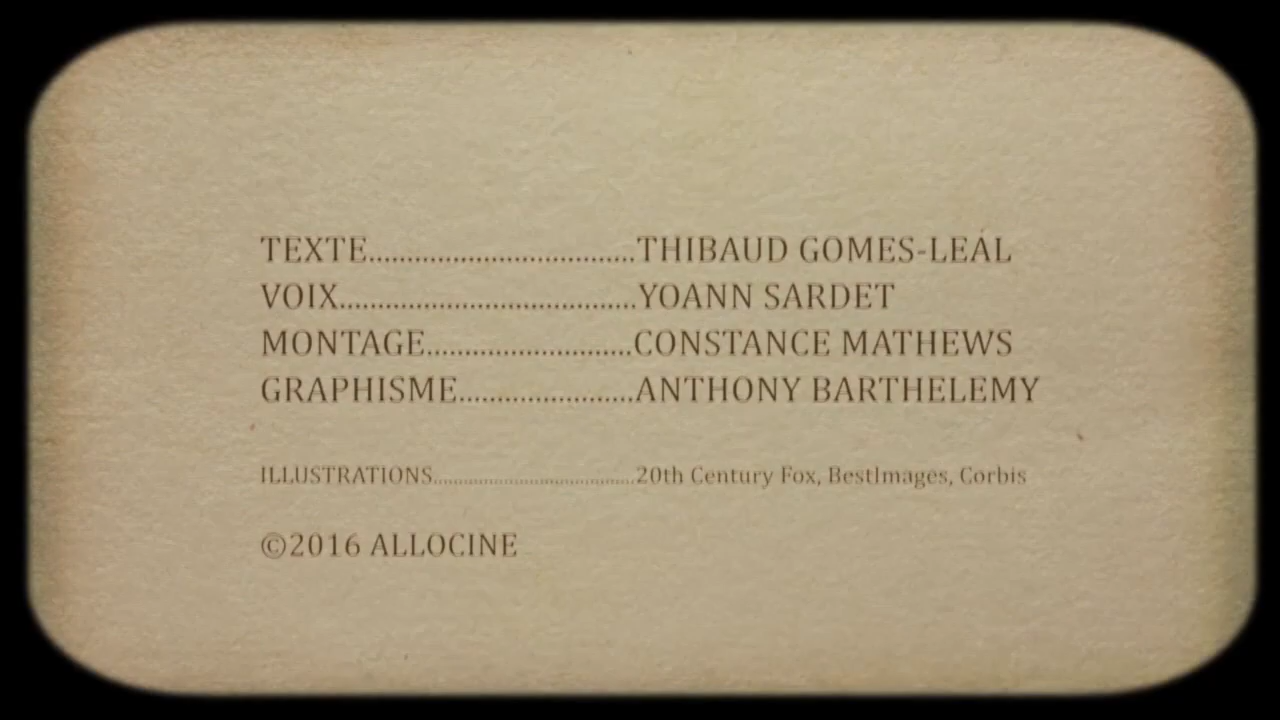 TEXTE..................................THIBAUD GOMES-LEAL
VOIX......................................YOANN SARDET
MONTAGE..........................CONSTANCE MATHEWS
GRAPHISME.......................ANTHONY BARTHELEMY
ILLUSTRATIONS......................................20th Century Fox, BestImages, Corbis
©2016 ALLOCINE